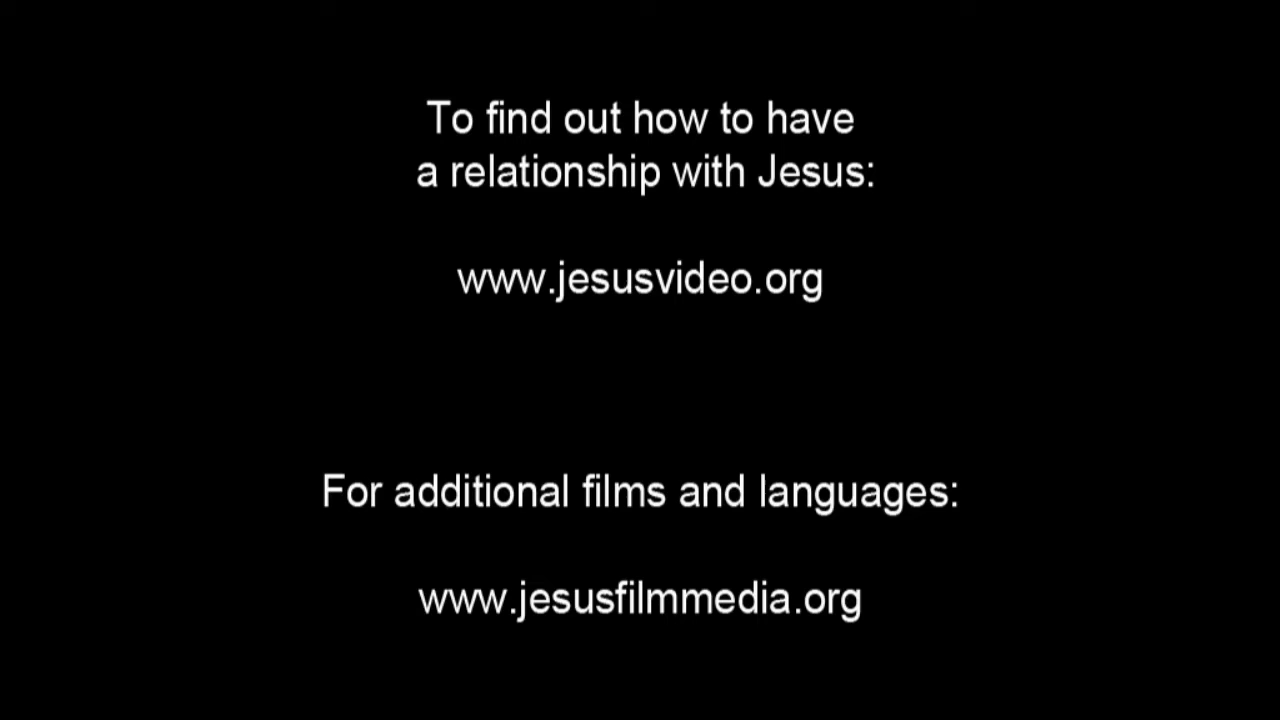 To find out how to have
a relationship with Jesus:
www.jesusvideo.org
For additional films and languages:
www.jesusfilmmedia.org